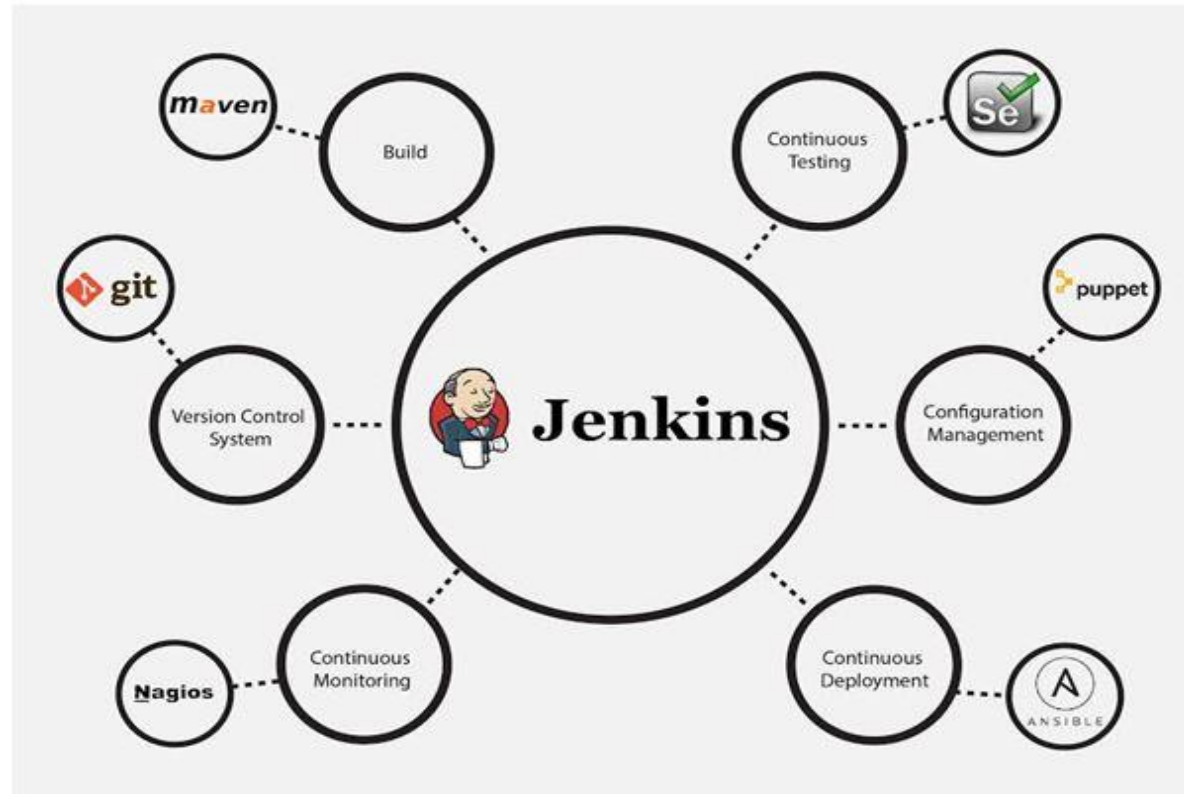 maven
Build
Continuous
Testing
Se
git
puppet
Version Control
System
Jenkins
Configuration
Management
Continuous
Monitoring
Nagios
Continuous
Deployment
A
ANSIBLE